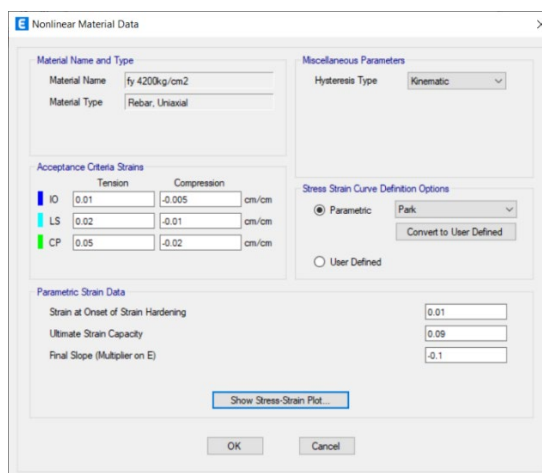 E Nonlinear Material Data
Material Name and Type
Material Name fy 4200kg/cm2
Material Type Rebar, Uniaxial
Miscellaneous Parameters
Hysteresis Type Kinematic
Acceptance Criteria Strains
Tension Compression
IO 0.01 -0.005 cm/cm
LS 0.02 -0.01 cm/cm
CP 0.05 -0.02 cm/cm
Stress Strain Curve Definition Options
Parametric Park
Convert to User Defined
User Defined
Parametric Strain Data
Strain at Onset of Strain Hardening 0.01
Ultimate Strain Capacity 0.09
Final Slope (Multiplier on E) -0.1
Show Stress-Strain Plot...
OK Cancel